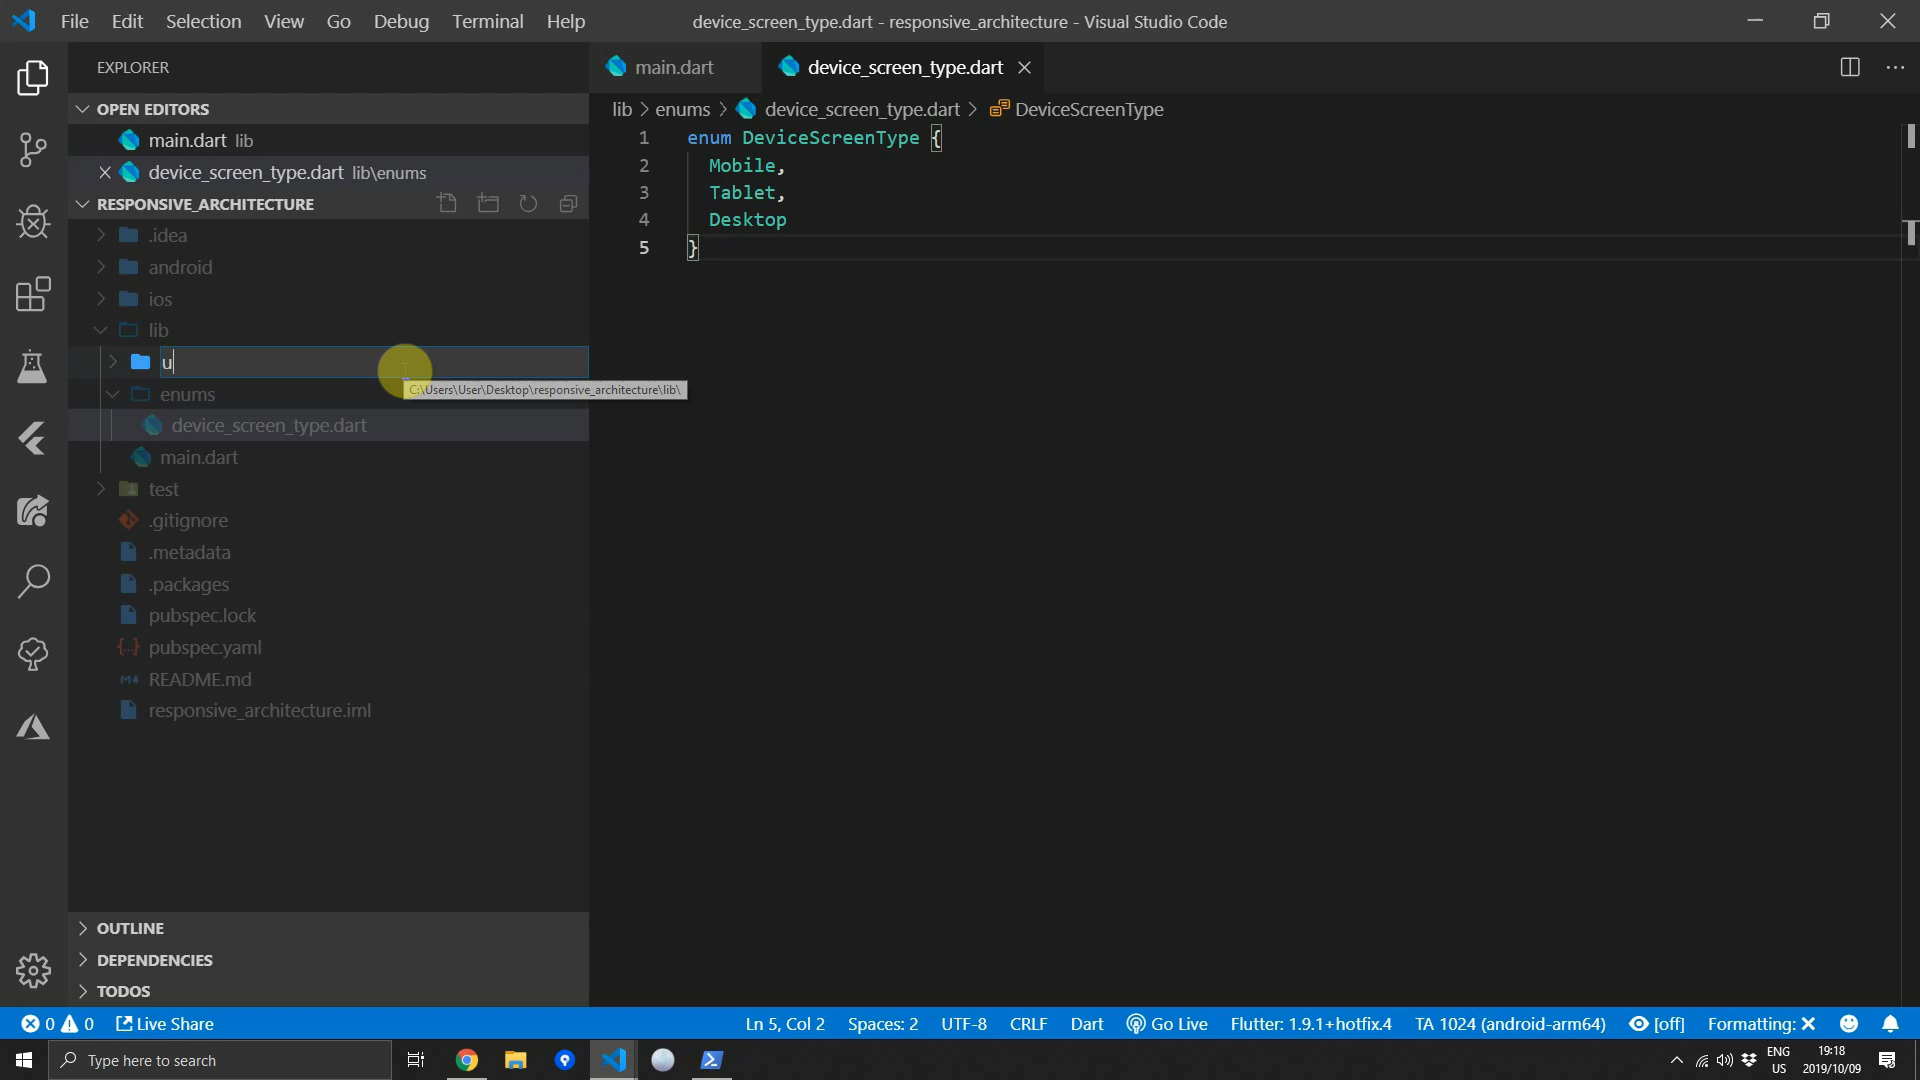 File Edit Selection View Go Debug Terminal Help
device_screen_type.dart - responsive_architecture - Visual Studio Code
EXPLORER
OPEN EDITORS
main.dart lib
device_screen_type.dart lib\enums
RESPONSIVE_ARCHITECTURE
.idea
android
ios
lib
u
C:\Users\User\Desktop\responsive_architecture\lib\
enums
device_screen_type.dart
main.dart
test
.gitignore
.metadata
.packages
pubspec.lock
pubspec.yaml
README.md
responsive_architecture.iml
OUTLINE
DEPENDENCIES
TODOS
main.dart
device_screen_type.dart
lib > enums > device_screen_type.dart > DeviceScreenType
1 enum DeviceScreenType {
2 Mobile,
3 Tablet,
4 Desktop
5 }
0 0 Live Share
Ln 5, Col 2 Spaces: 2 UTF-8 CRLF Dart Go Live Flutter: 1.9.1+hotfix.4 TA 1024 (android-arm64) [off] Formatting: X
Type here to search
ENG
US
19:18
2019/10/09